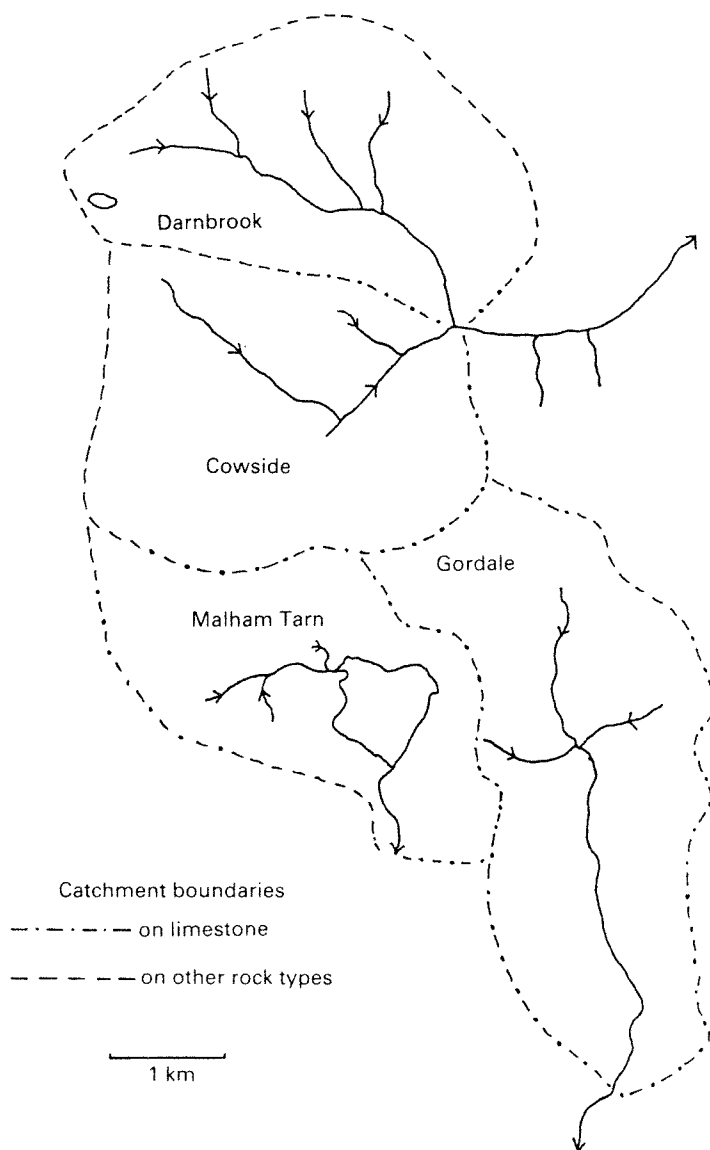 Darnbrook
Cowside
Gordale
Malham Tarn
Catchment boundaries
on limestone
on other rock types
1 km